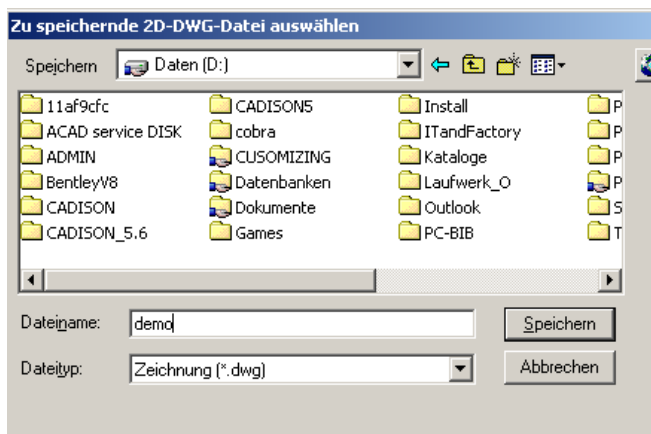 Zu speichernde 2D-DWG-Datei auswählen
Speichern Daten (D:)
11af9cfc CADISON5 Install P
ACAD service DISK cobra ITandFactory P
ADMIN CUSOMIZING Kataloge P
BentleyV8 Datenbanken Laufwerk_O P
CADISON Dokumente Outlook S
CADISON_5.6 Games PC-BIB T
Dateiname: demo Speichern
Dateityp: Zeichnung (*.dwg) Abbrechen